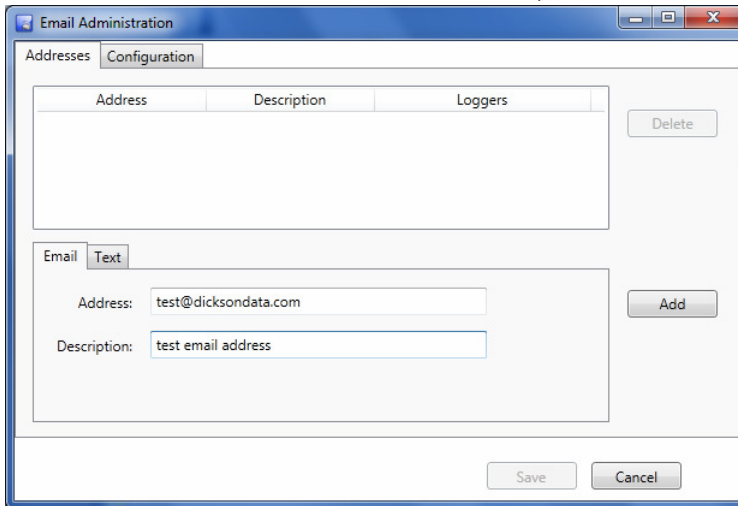 Email Administration
Addresses Configuration
Address Description Loggers
Delete
Email Text
Address: test@dicksondata.com
Add
Description: test email address
Save Cancel